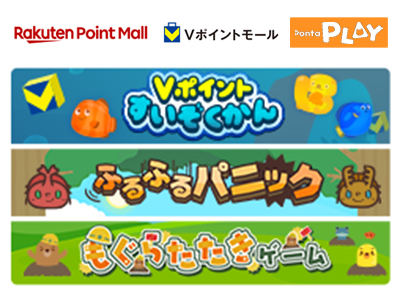 Rakuten Point Mall
Vポイントモール
Ponta PLAY
Vポイント
すいぞくかん
ふるふるパニック
もぐらたたきゲーム